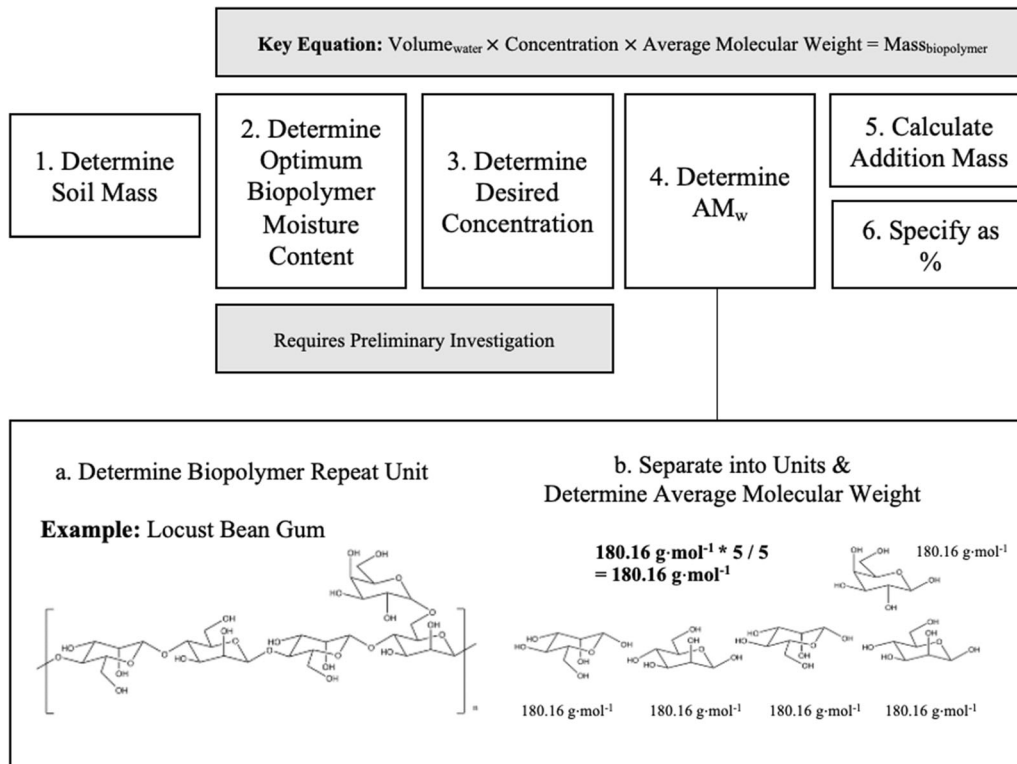 Key Equation: Volume_water × Concentration × Average Molecular Weight = Mass_biopolymer
1. Determine
Soil Mass
2. Determine
Optimum
Biopolymer
Moisture
Content
3. Determine
Desired
Concentration
4. Determine
AM_w
5. Calculate
Addition Mass
6. Specify as
%
Requires Preliminary Investigation
a. Determine Biopolymer Repeat Unit
b. Separate into Units &
Determine Average Molecular Weight
Example: Locust Bean Gum
180.16 g·mol⁻¹ * 5 / 5
= 180.16 g·mol⁻¹
180.16 g·mol⁻¹
180.16 g·mol⁻¹
180.16 g·mol⁻¹
180.16 g·mol⁻¹
180.16 g·mol⁻¹